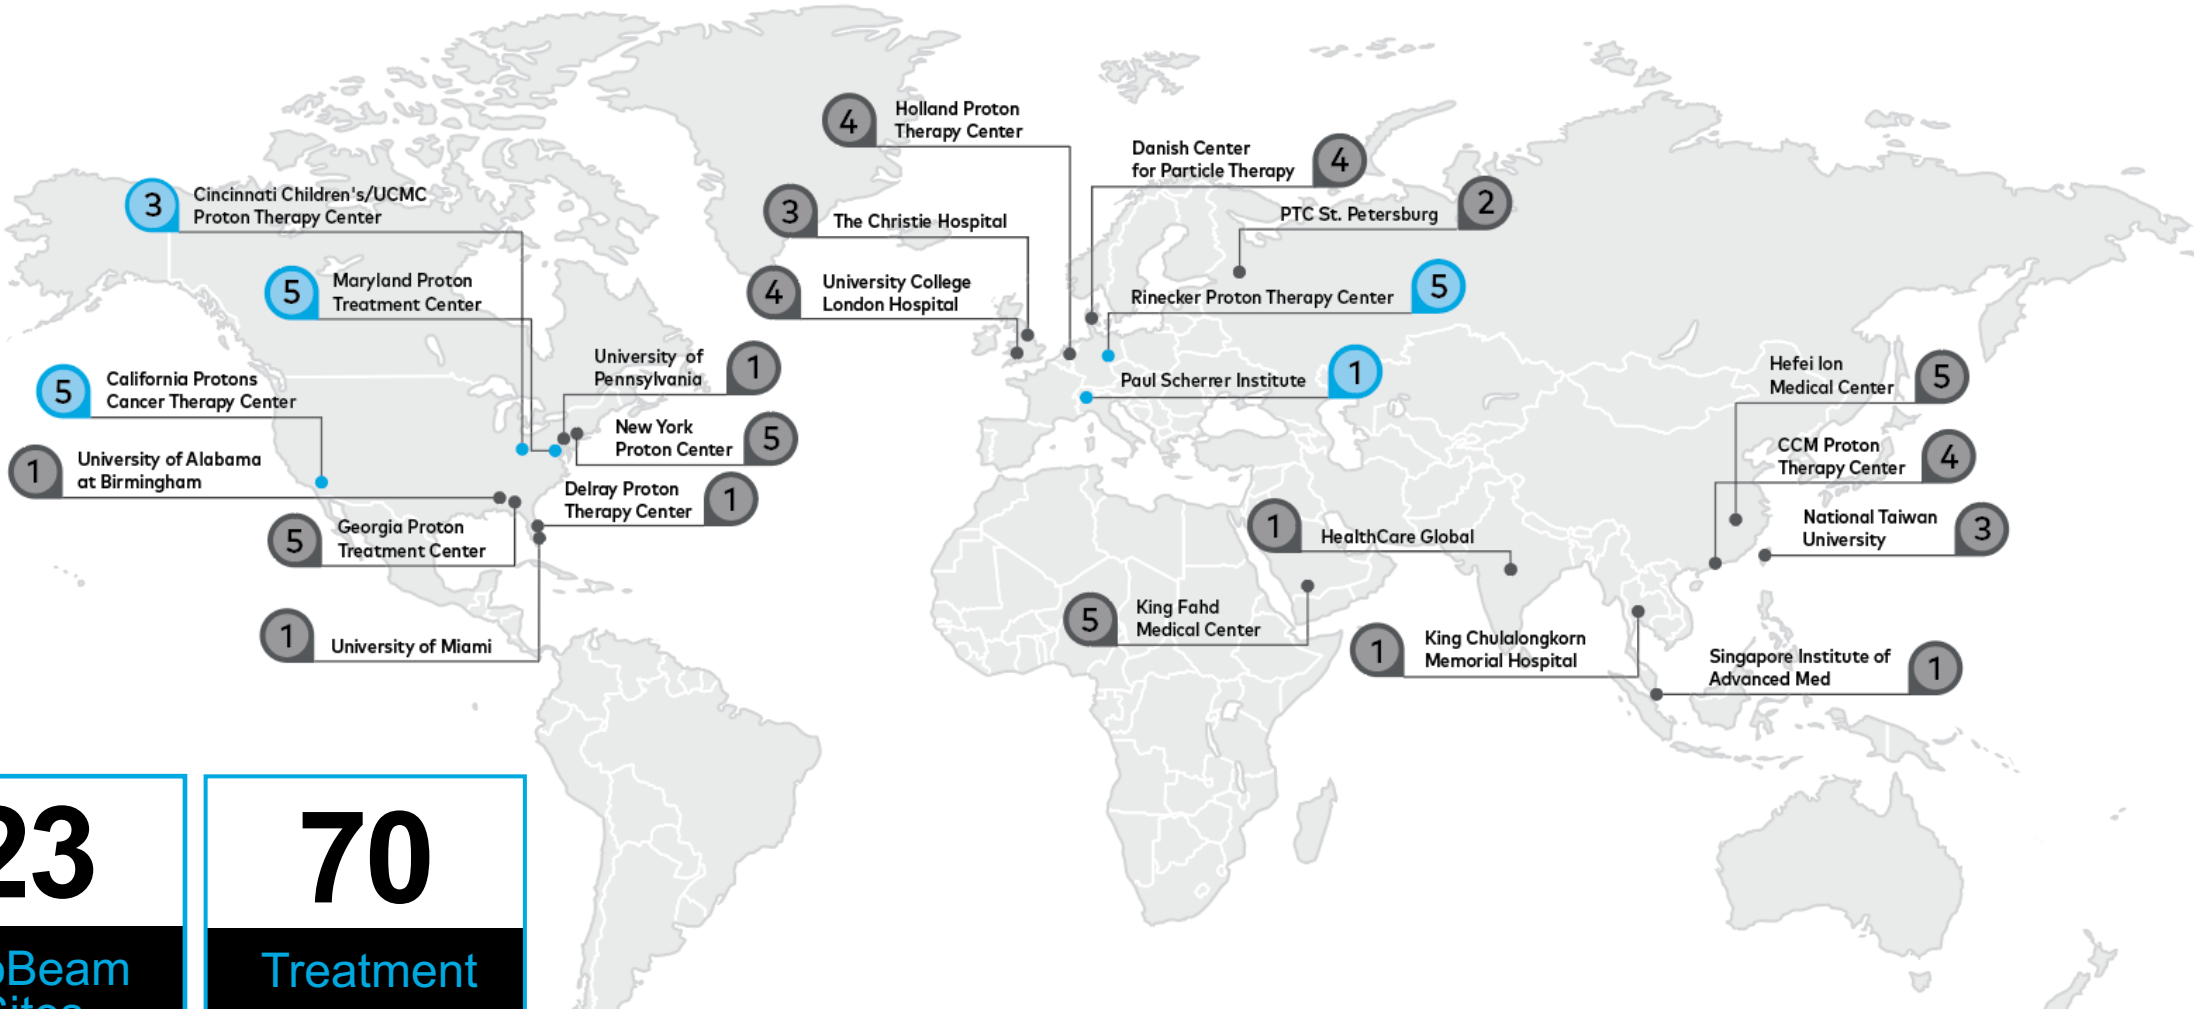 4
Holland Proton
Therapy Center
Danish Center
for Particle Therapy
4
3
Cincinnati Children's/UCMC
Proton Therapy Center
3
The Christie Hospital
PTC St. Petersburg
2
5
Maryland Proton
Treatment Center
4
University College
London Hospital
Rinecker Proton Therapy Center
5
5
California Protons
Cancer Therapy Center
University of
Pennsylvania
1
Paul Scherrer Institute
1
Hefei Ion
Medical Center
5
1
University of Alabama
at Birmingham
New York
Proton Center
5
CCM Proton
Therapy Center
4
5
Georgia Proton
Treatment Center
Delray Proton
Therapy Center
1
1
HealthCare Global
National Taiwan
University
3
1
University of Miami
5
King Fahd
Medical Center
1
King Chulalongkorn
Memorial Hospital
Singapore Institute of
Advanced Med
1
23
70
Beam
Sites
Treatment